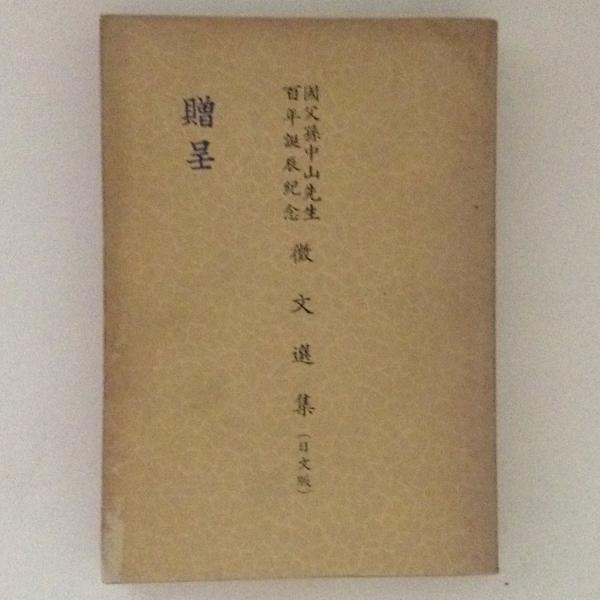 國父孫中山先生
百年誕辰紀念
徵文選集(日文版)
贈呈